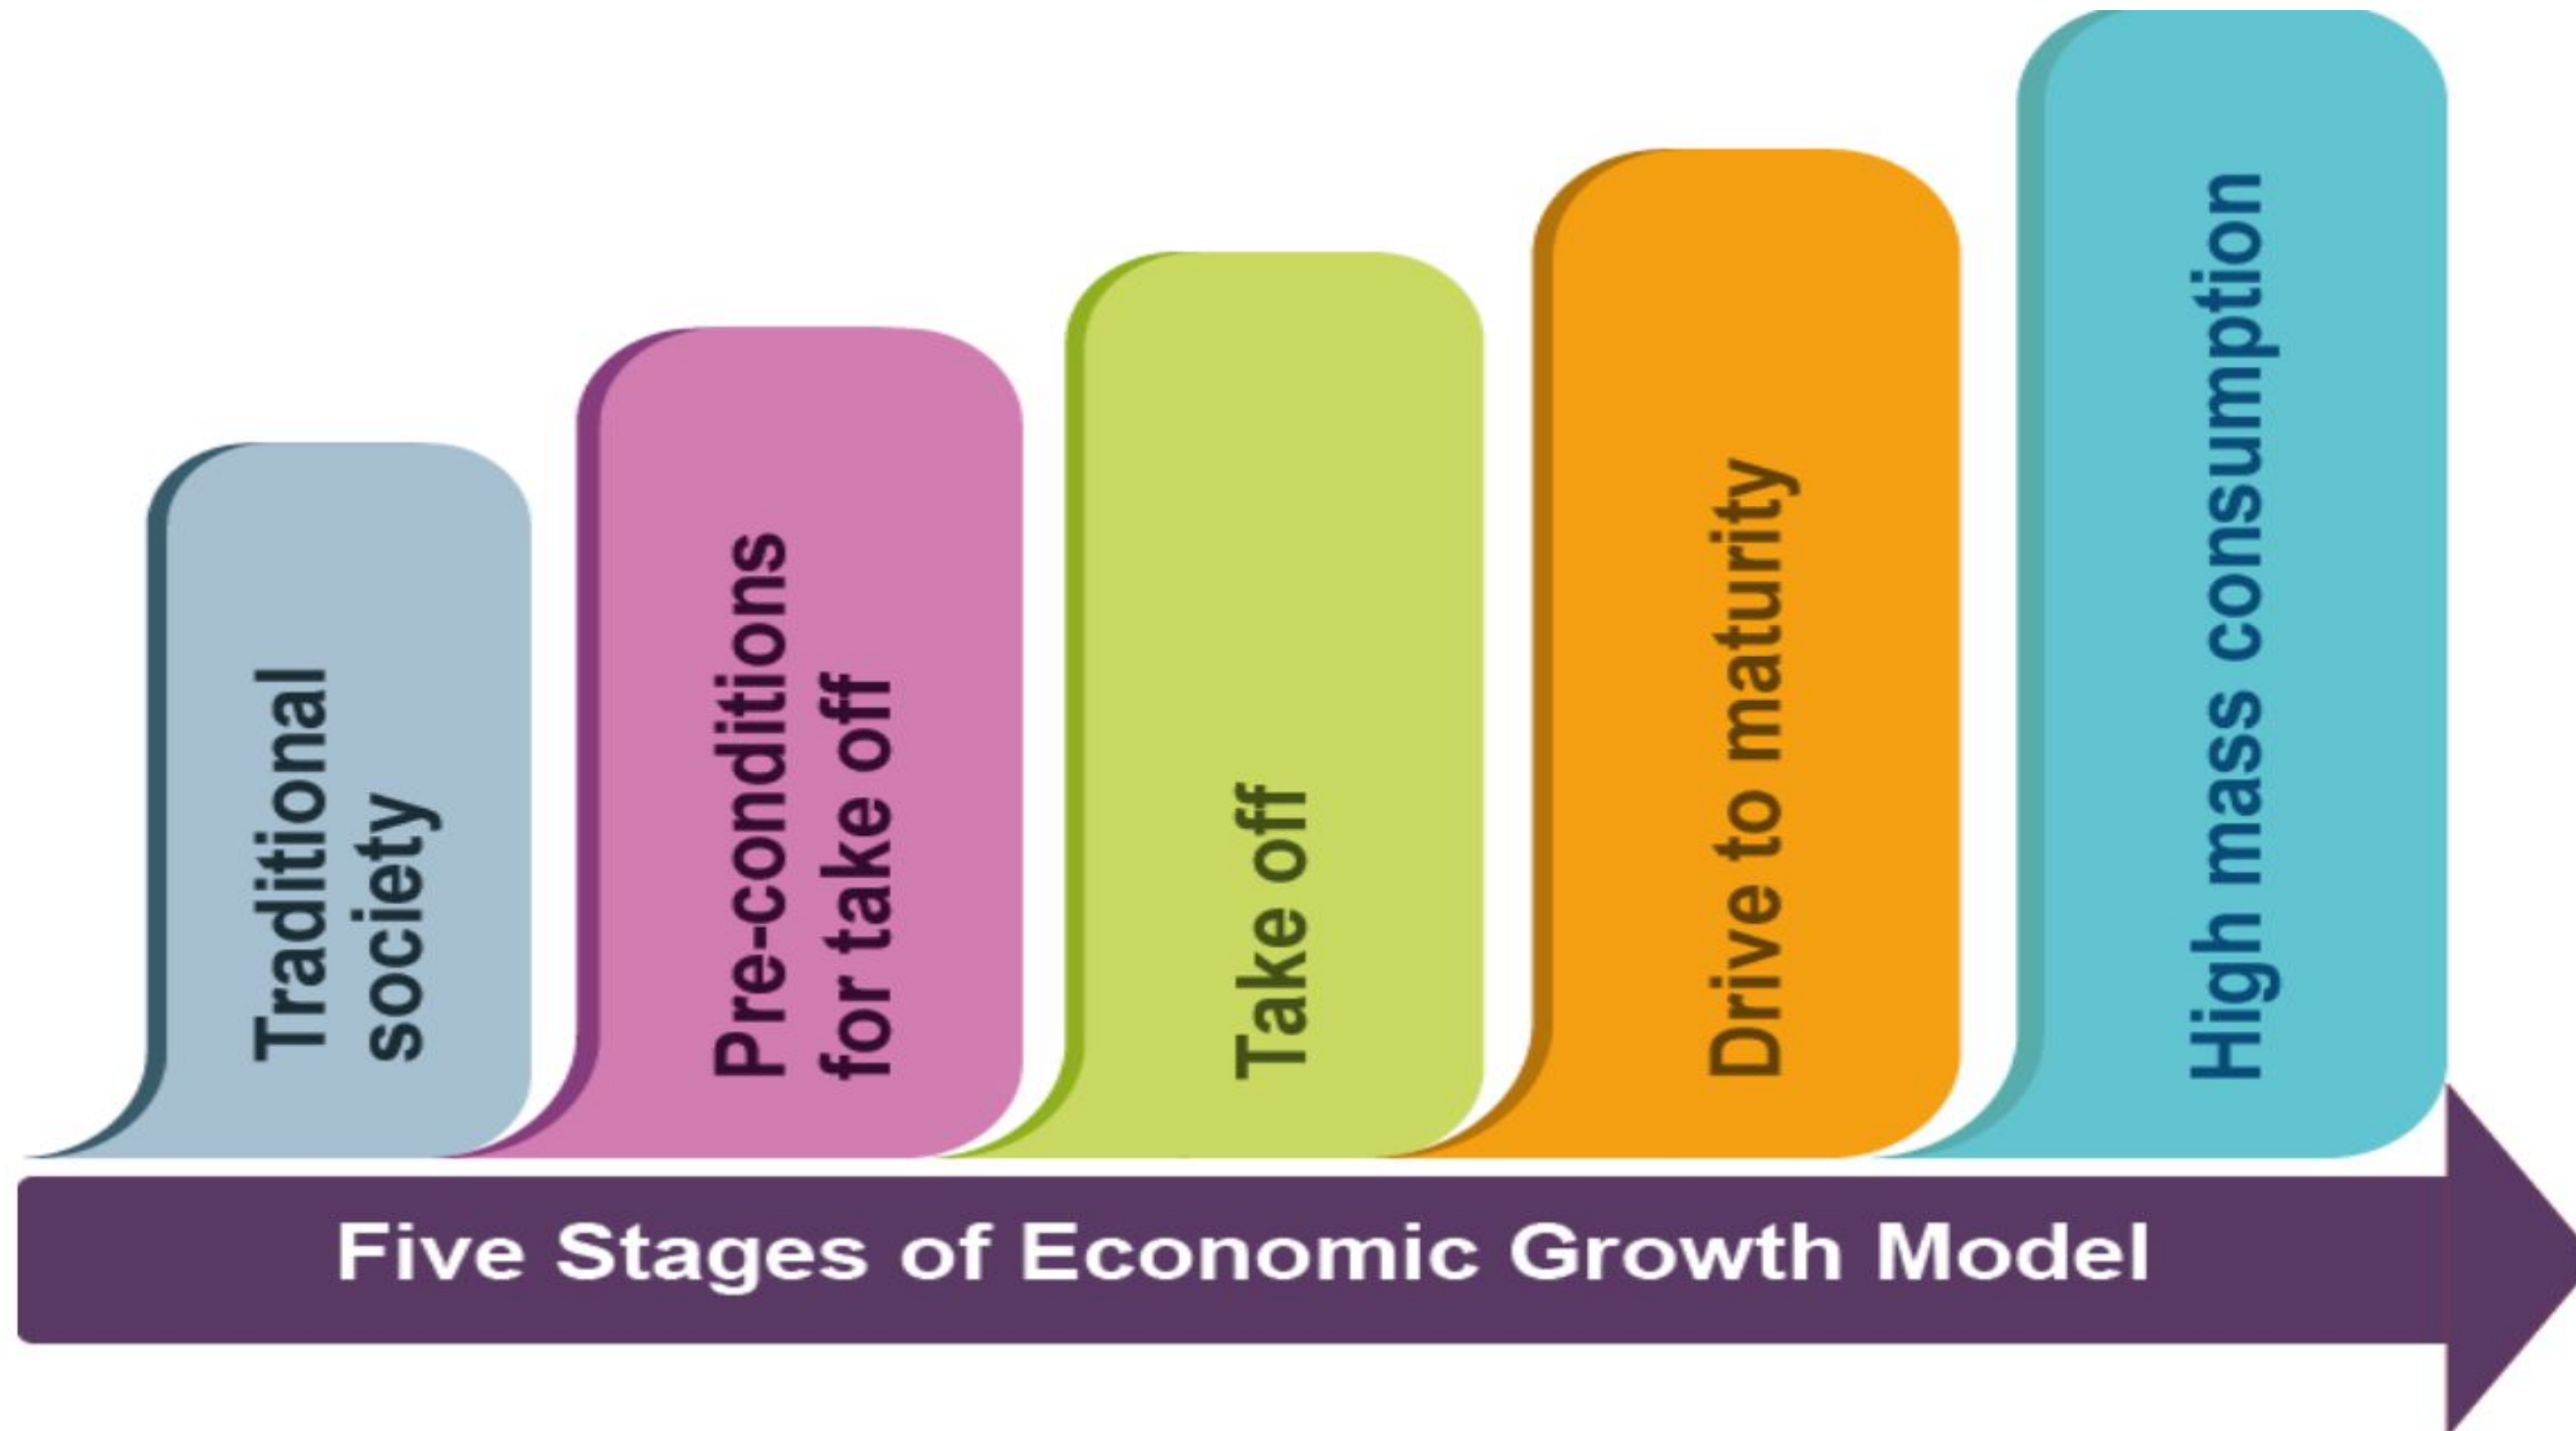 Traditional
society
Pre-conditions
for take off
Take off
Drive to maturity
High mass consumption
Five Stages of Economic Growth Model